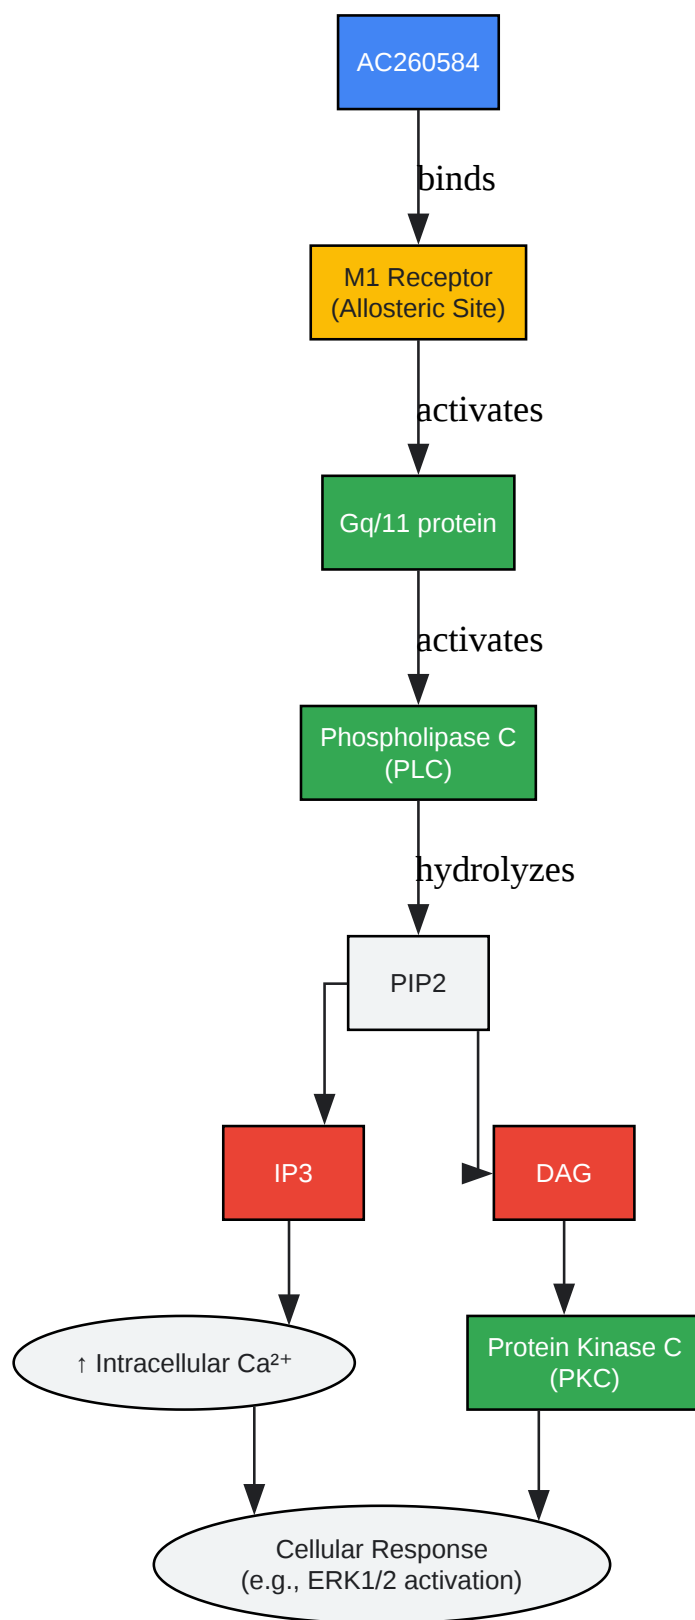 AC260584
binds
M1 Receptor
(Allosteric Site)
activates
Gq/11 protein
activates
Phospholipase C
(PLC)
hydrolyzes
PIP2
IP3
DAG
↑ Intracellular Ca²⁺
Protein Kinase C
(PKC)
Cellular Response
(e.g., ERK1/2 activation)